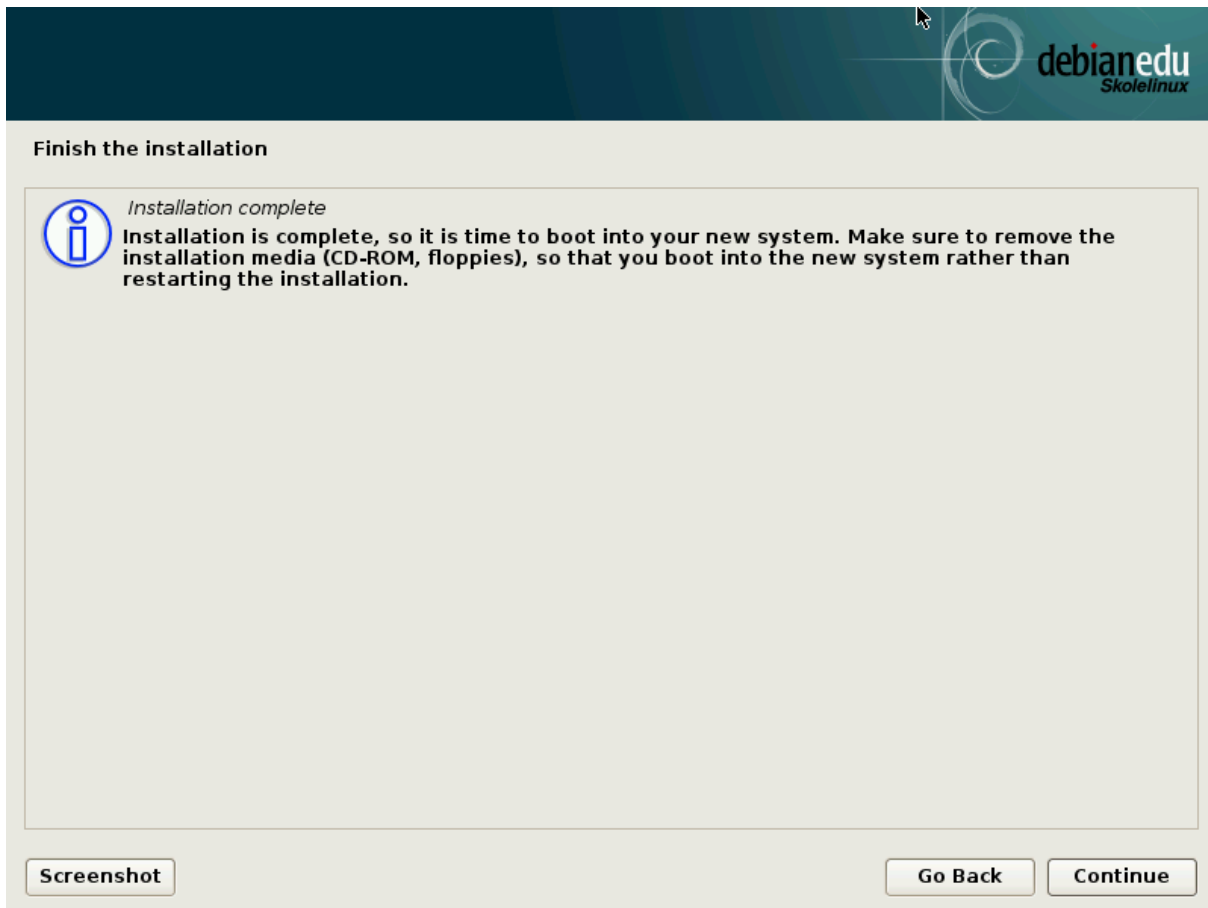 debianedu
Skolelinux
Finish the installation
Installation complete
Installation is complete, so it is time to boot into your new system. Make sure to remove the
installation media (CD-ROM, floppies), so that you boot into the new system rather than
restarting the installation.
Screenshot
Go Back
Continue